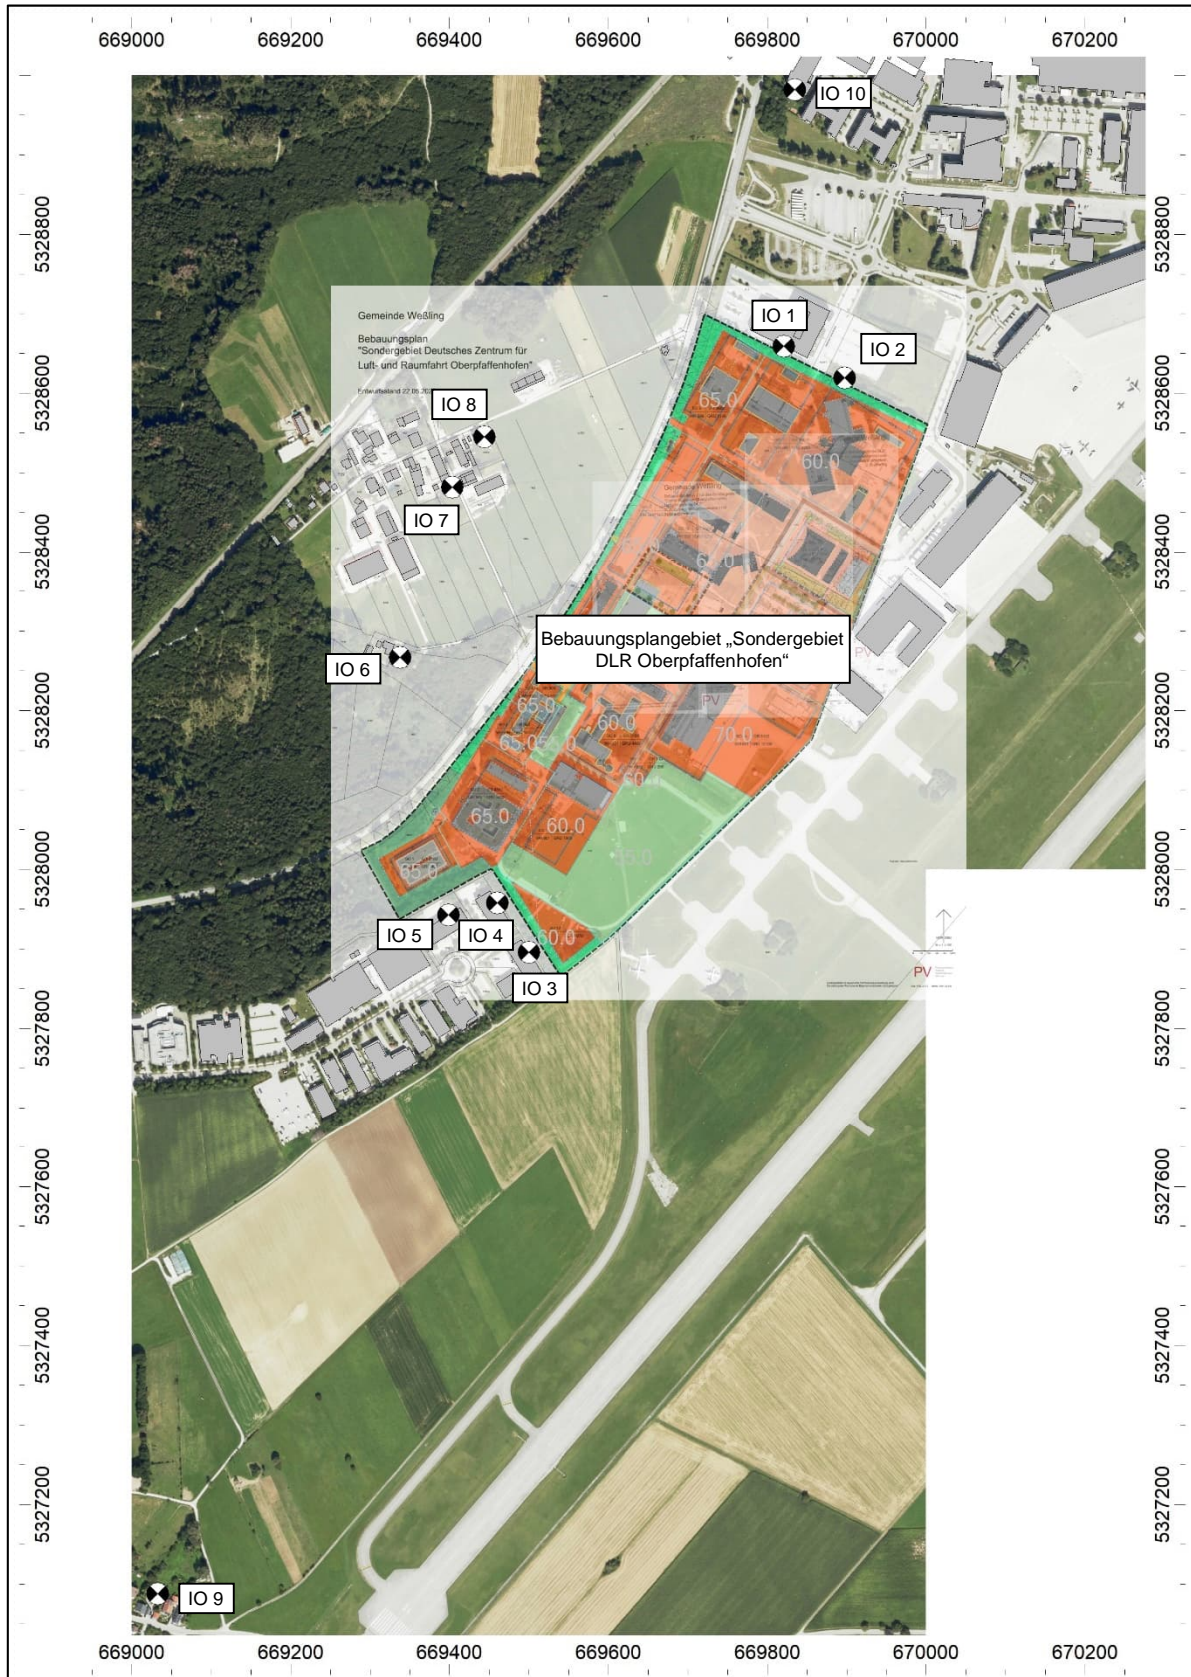 669000 669200 669400 669600 669800 670000 670200
IO 10
5328800
5328800
Gemeinde Weßling
Bebauungsplan
"Sondergebiet Deutsches Zentrum für
Luft- und Raumfahrt Oberpfaffenhofen"
IO 1
IO 2
5328600
5328600
65.0
IO 8
60.0
Gemeinde Weßling
IO 7
5328400
5328400
Bebauungsplangebiet „Sondergebiet
DLR Oberpfaffenhofen“
PV
IO 6
5328200
5328200
65.0
60.0
PV
70.0
65.0
65.0
60.0
65.0
5328000
5328000
IO 5
IO 4
60.0
PV
IO 3
5327800
5327800
5327600
5327600
5327400
5327400
5327200
5327200
IO 9
669000 669200 669400 669600 669800 670000 670200